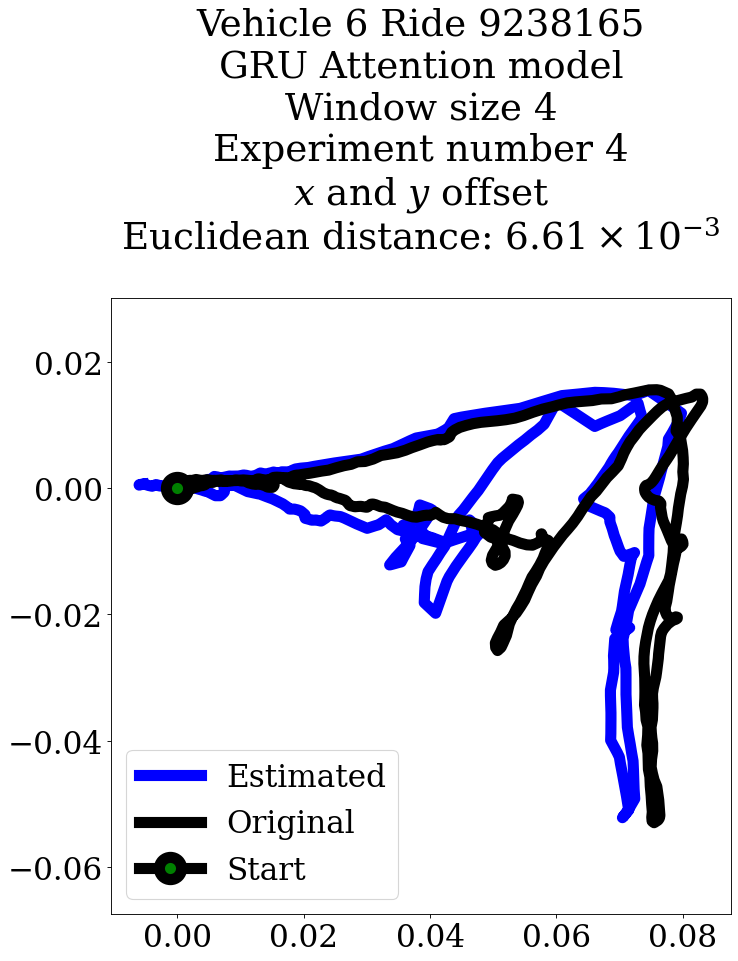 Vehicle 6 Ride 9238165
GRU Attention model
Window size 4
Experiment number 4
x and y offset
Euclidean distance: 6.61 × 10⁻³
0.02
0.00
−0.02
−0.04
−0.06
Estimated
Original
Start
0.00 0.02 0.04 0.06 0.08